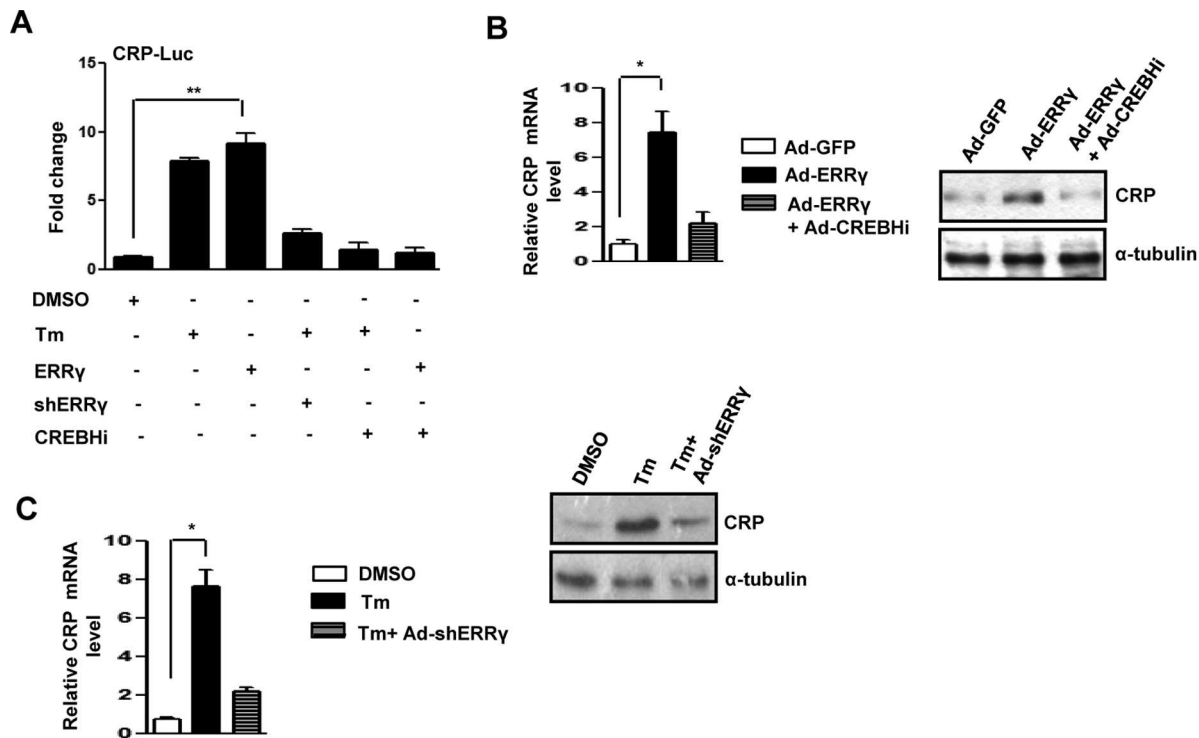 A
CRP-Luc
Fold change
15
10
5
0
**
DMSO + - - - - -
Tm - + - + + -
ERRγ - - + - - +
shERRγ - - - + - -
CREBHi - - - - + +
B
Relative CRP mRNA
level
10
8
6
4
2
0
*
Ad-GFP
Ad-ERRγ
Ad-ERRγ
+ Ad-CREBHi
Ad-GFP
Ad-ERRγ
Ad-ERRγ
+ Ad-CREBHi
CRP
α-tubulin
C
Relative CRP mRNA
level
10
8
6
4
2
0
*
DMSO
Tm
Tm+ Ad-shERRγ
DMSO
Tm
Tm+
Ad-shERRγ
CRP
α-tubulin